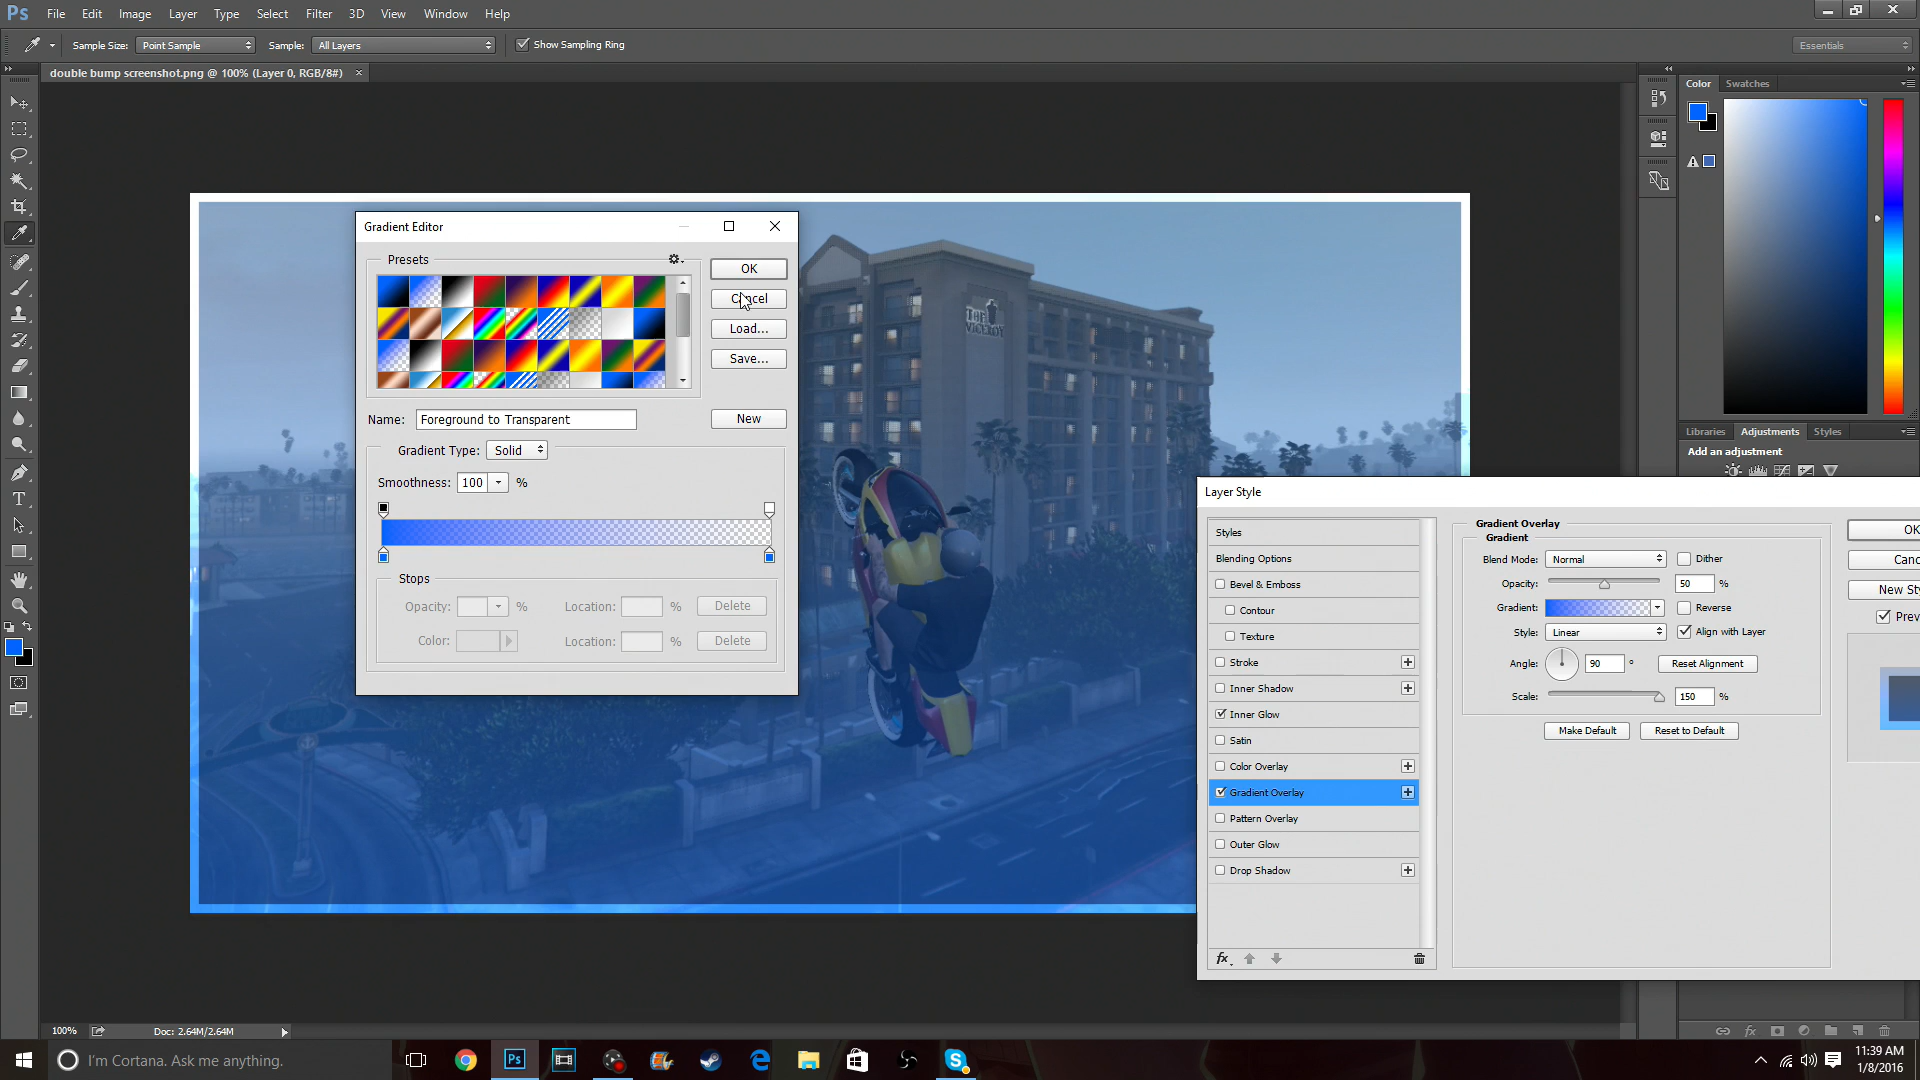 Ps File Edit Image Layer Type Select Filter 3D View Window Help
Sample Size: Point Sample Sample: All Layers Show Sampling Ring Essentials
double bump screenshot.png @ 100% (Layer 0, RGB/8#) ×
Color Swatches
THE VICEROY
Gradient Editor
Presets
OK
Cancel
Load...
Save...
Name: Foreground to Transparent New
Gradient Type: Solid
Smoothness: 100 %
Stops
Opacity: % Location: % Delete
Color: Location: % Delete
Libraries Adjustments Styles
Add an adjustment
Layer Style
Styles
Blending Options
Bevel & Emboss
Contour
Texture
Stroke
Inner Shadow
Inner Glow
Satin
Color Overlay
Gradient Overlay
Pattern Overlay
Outer Glow
Drop Shadow
fx
Gradient Overlay
Gradient
Blend Mode: Normal Dither
Opacity: 50 %
Gradient: Reverse
Style: Linear Align with Layer
Angle: 90 ° Reset Alignment
Scale: 150 %
Make Default Reset to Default
OK
Canc
New Sty
Prev
100% Doc: 2.64M/2.64M
fx
I'm Cortana. Ask me anything.
Ps
11:39 AM
1/8/2016